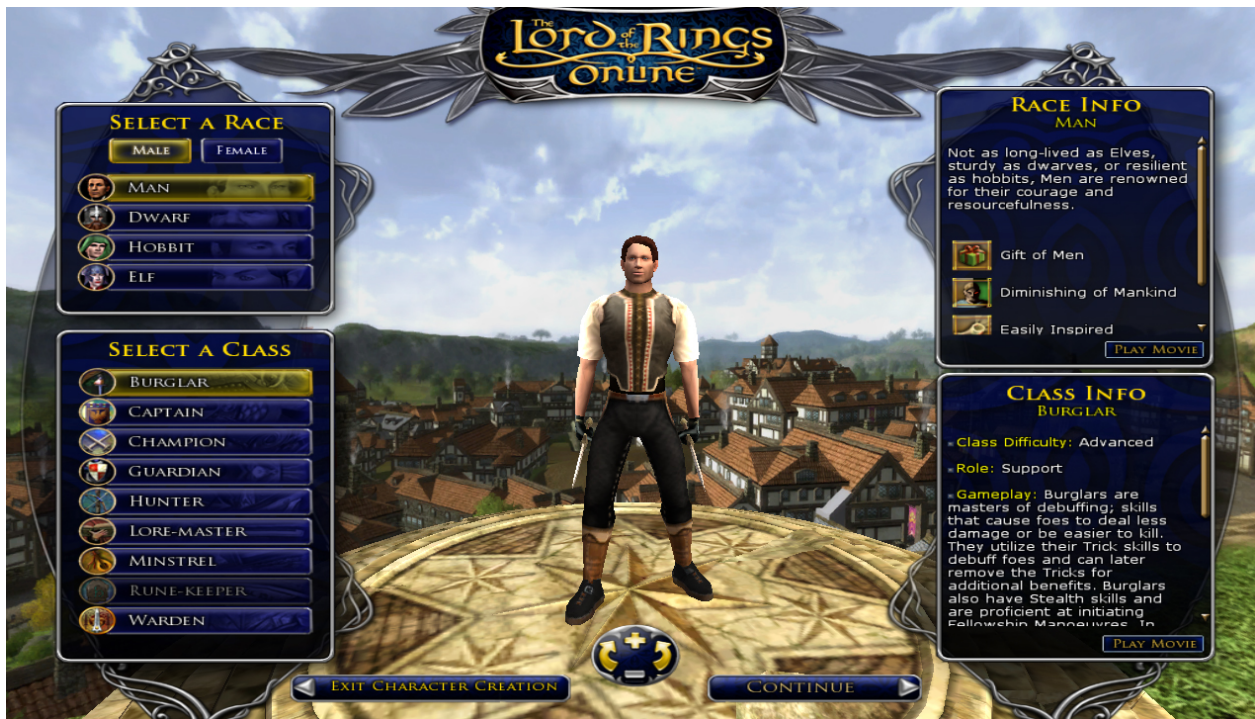 The
Lord of the Rings
Online
Select a Race
Male Female
Man
Dwarf
Hobbit
Elf
Select a Class
Burglar
Captain
Champion
Guardian
Hunter
Lore-master
Minstrel
Rune-keeper
Warden
Exit Character Creation
Continue
Race Info
Man
Not as long-lived as Elves,
sturdy as dwarves, or resilient
as hobbits, Men are renowned
for their courage and
resourcefulness.
Gift of Men
Diminishing of Mankind
Easily Inspired
Play Movie
Class Info
Burglar
Class Difficulty: Advanced
Role: Support
Gameplay: Burglars are
masters of debuffing; skills
that cause foes to deal less
damage or be easier to kill.
They utilize their Trick skills to
debuff foes and can later
remove the Tricks for
additional benefits. Burglars
also have Stealth skills and
are proficient at initiating
Fellowship Manoeuvres. In
Play Movie